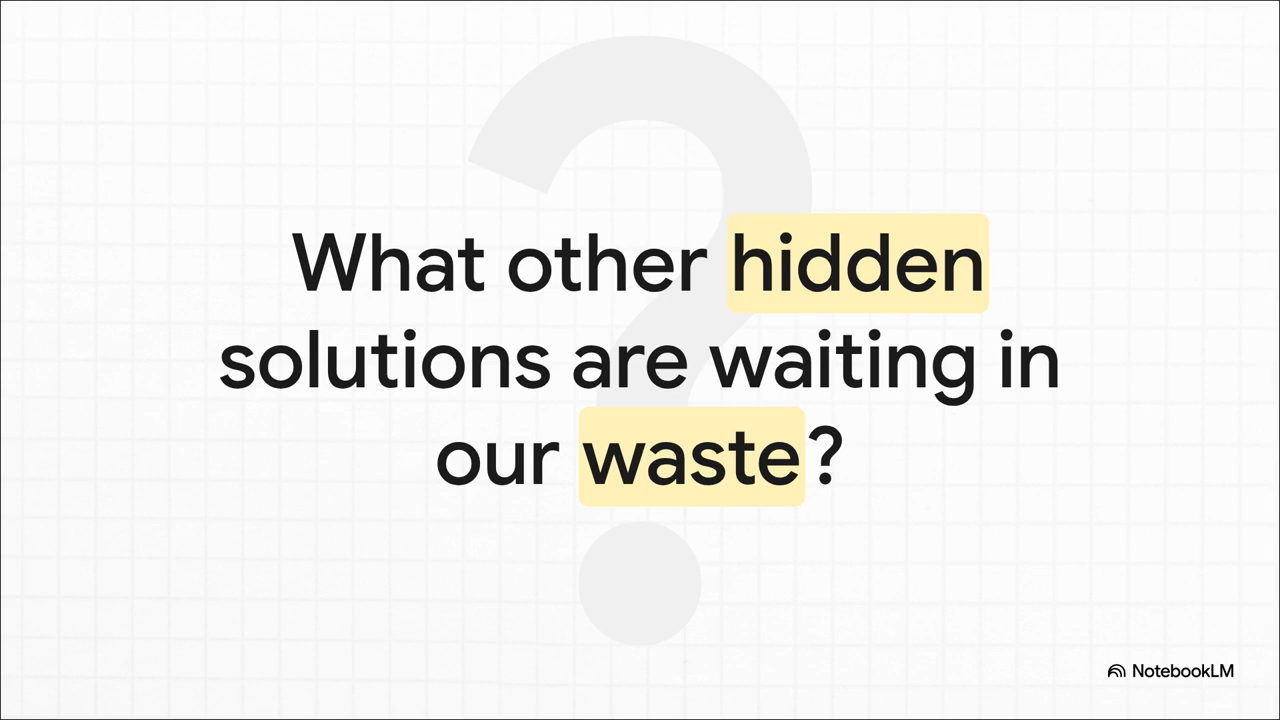 What other hidden
solutions are waiting in
our waste?
NotebookLM